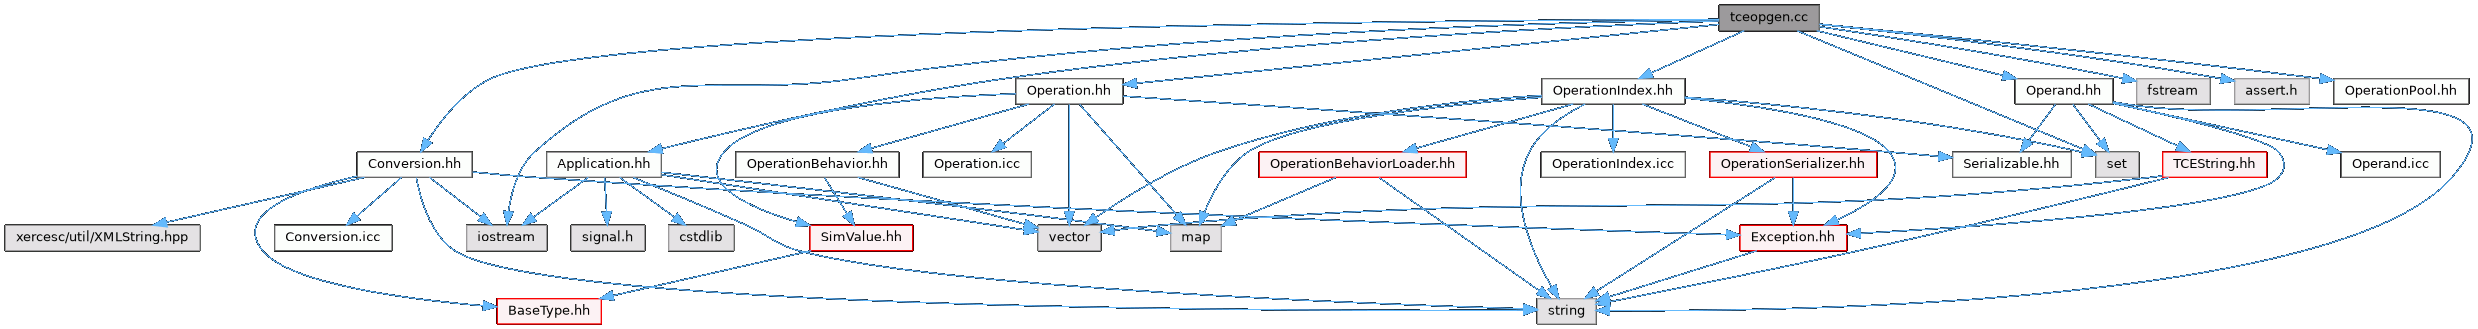 tceopgen.cc
Operation.hh
OperationIndex.hh
Operand.hh
fstream
assert.h
OperationPool.hh
Conversion.hh
Application.hh
OperationBehavior.hh
Operation.icc
OperationBehaviorLoader.hh
OperationIndex.icc
OperationSerializer.hh
Serializable.hh
set
TCEString.hh
Operand.icc
xercesc/util/XMLString.hpp
Conversion.icc
iostream
signal.h
cstdlib
SimValue.hh
vector
map
Exception.hh
BaseType.hh
string